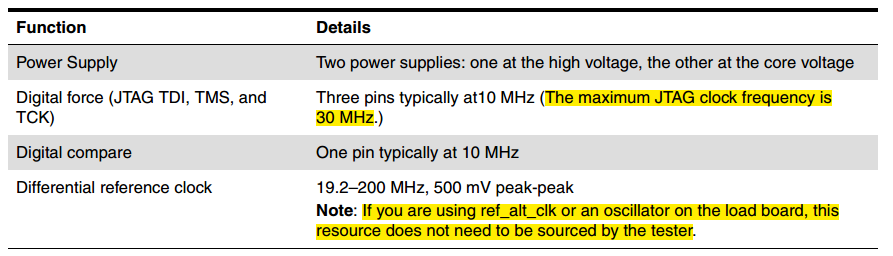 Function Details
Power Supply Two power supplies: one at the high voltage, the other at the core voltage
Digital force (JTAG TDI, TMS, and Three pins typically at10 MHz (The maximum JTAG clock frequency is
TCK) 30 MHz.)
Digital compare One pin typically at 10 MHz
Differential reference clock 19.2–200 MHz, 500 mV peak-peak
Note: If you are using ref_alt_clk or an oscillator on the load board, this
resource does not need to be sourced by the tester.